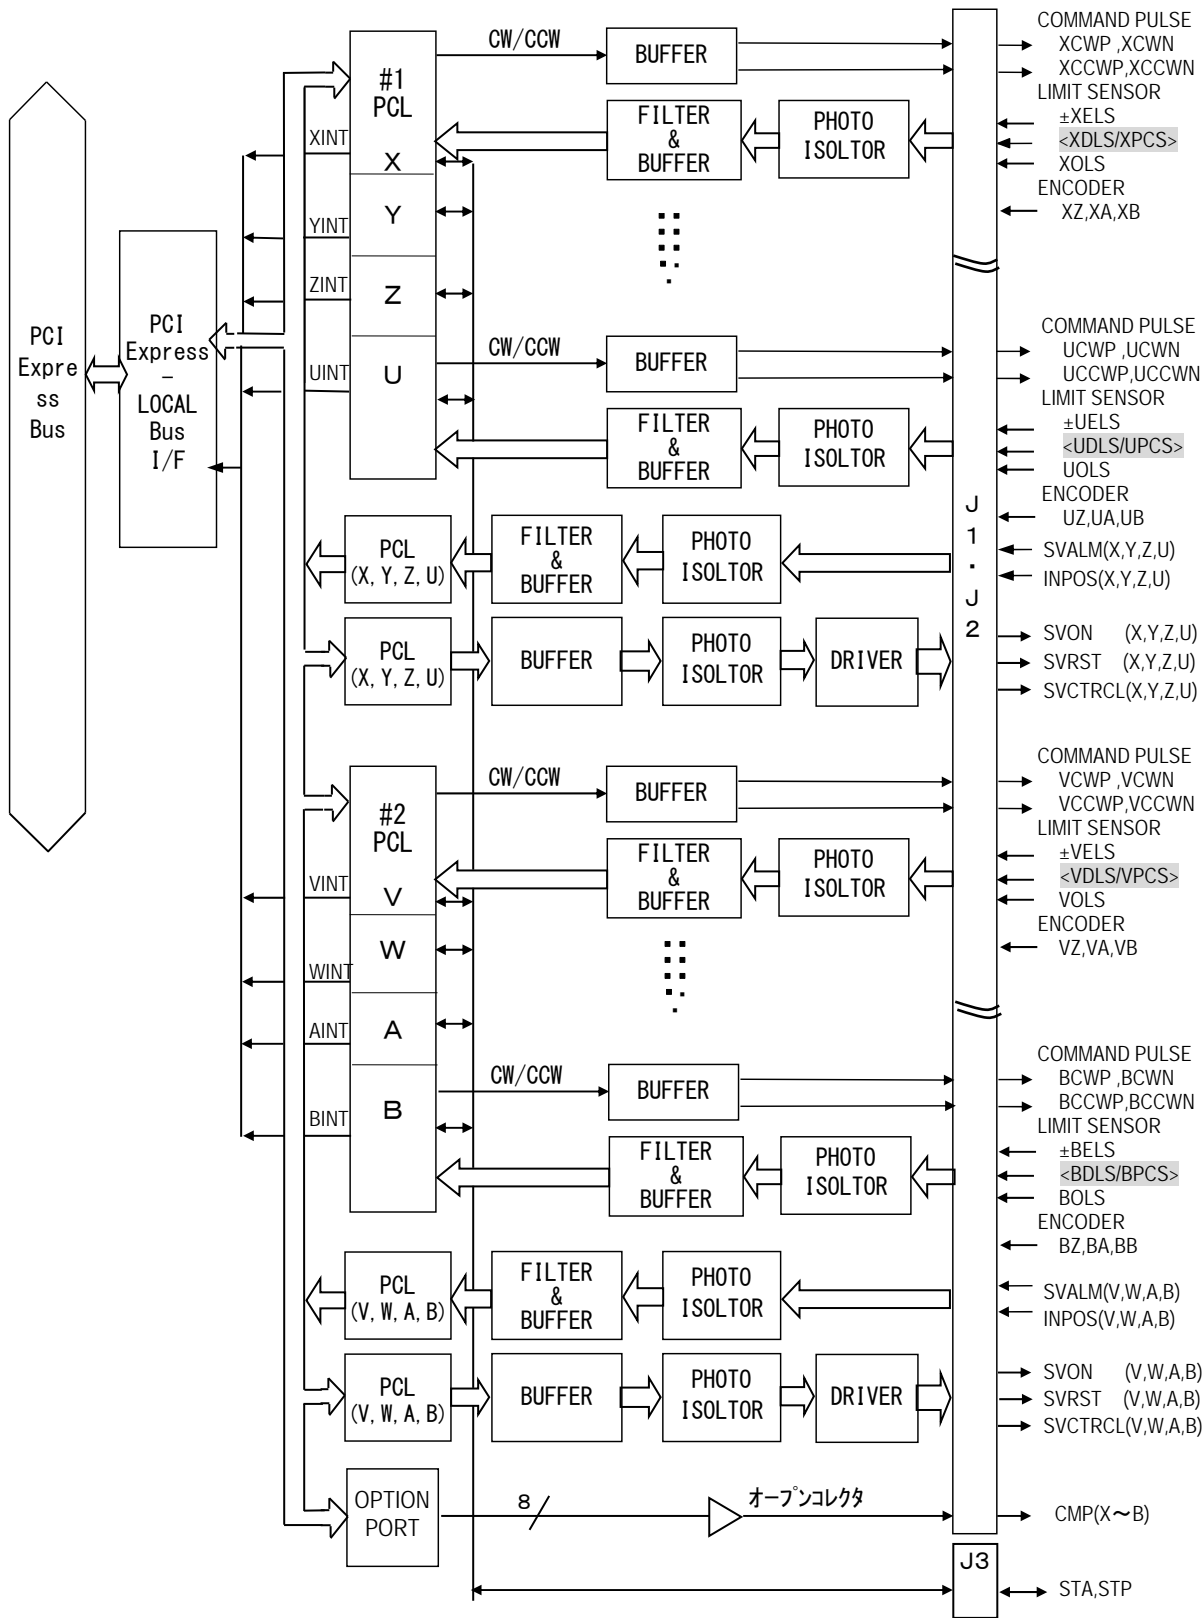 PCI
Expre
ss
Bus
PCI
Express
–
LOCAL
Bus
I/F
XINT
YINT
ZINT
UINT
#1
PCL
X
Y
Z
U
CW/CCW
BUFFER
FILTER
&
BUFFER
PHOTO
ISOLTOR
CW/CCW
BUFFER
FILTER
&
BUFFER
PHOTO
ISOLTOR
PCL
(X, Y, Z, U)
FILTER
&
BUFFER
PHOTO
ISOLTOR
PCL
(X, Y, Z, U)
BUFFER
PHOTO
ISOLTOR
DRIVER
VINT
WINT
AINT
BINT
#2
PCL
V
W
A
B
CW/CCW
BUFFER
FILTER
&
BUFFER
PHOTO
ISOLTOR
CW/CCW
BUFFER
FILTER
&
BUFFER
PHOTO
ISOLTOR
PCL
(V, W, A, B)
FILTER
&
BUFFER
PHOTO
ISOLTOR
PCL
(V, W, A, B)
BUFFER
PHOTO
ISOLTOR
DRIVER
OPTION
PORT
8
オープンコレクタ
J
1
・
J
2
J3
COMMAND PULSE
XCWP ,XCWN
XCCWP,XCCWN
LIMIT SENSOR
±XELS
<XDLS/XPCS>
XOLS
ENCODER
XZ,XA,XB
COMMAND PULSE
UCWP ,UCWN
UCCWP,UCCWN
LIMIT SENSOR
±UELS
<UDLS/UPCS>
UOLS
ENCODER
UZ,UA,UB
SVALM(X,Y,Z,U)
INPOS(X,Y,Z,U)
SVON (X,Y,Z,U)
SVRST (X,Y,Z,U)
SVCTRCL(X,Y,Z,U)
COMMAND PULSE
VCWP ,VCWN
VCCWP,VCCWN
LIMIT SENSOR
±VELS
<VDLS/VPCS>
VOLS
ENCODER
VZ,VA,VB
COMMAND PULSE
BCWP ,BCWN
BCCWP,BCCWN
LIMIT SENSOR
±BELS
<BDLS/BPCS>
BOLS
ENCODER
BZ,BA,BB
SVALM(V,W,A,B)
INPOS(V,W,A,B)
SVON (V,W,A,B)
SVRST (V,W,A,B)
SVCTRCL(V,W,A,B)
CMP(X～B)
STA,STP